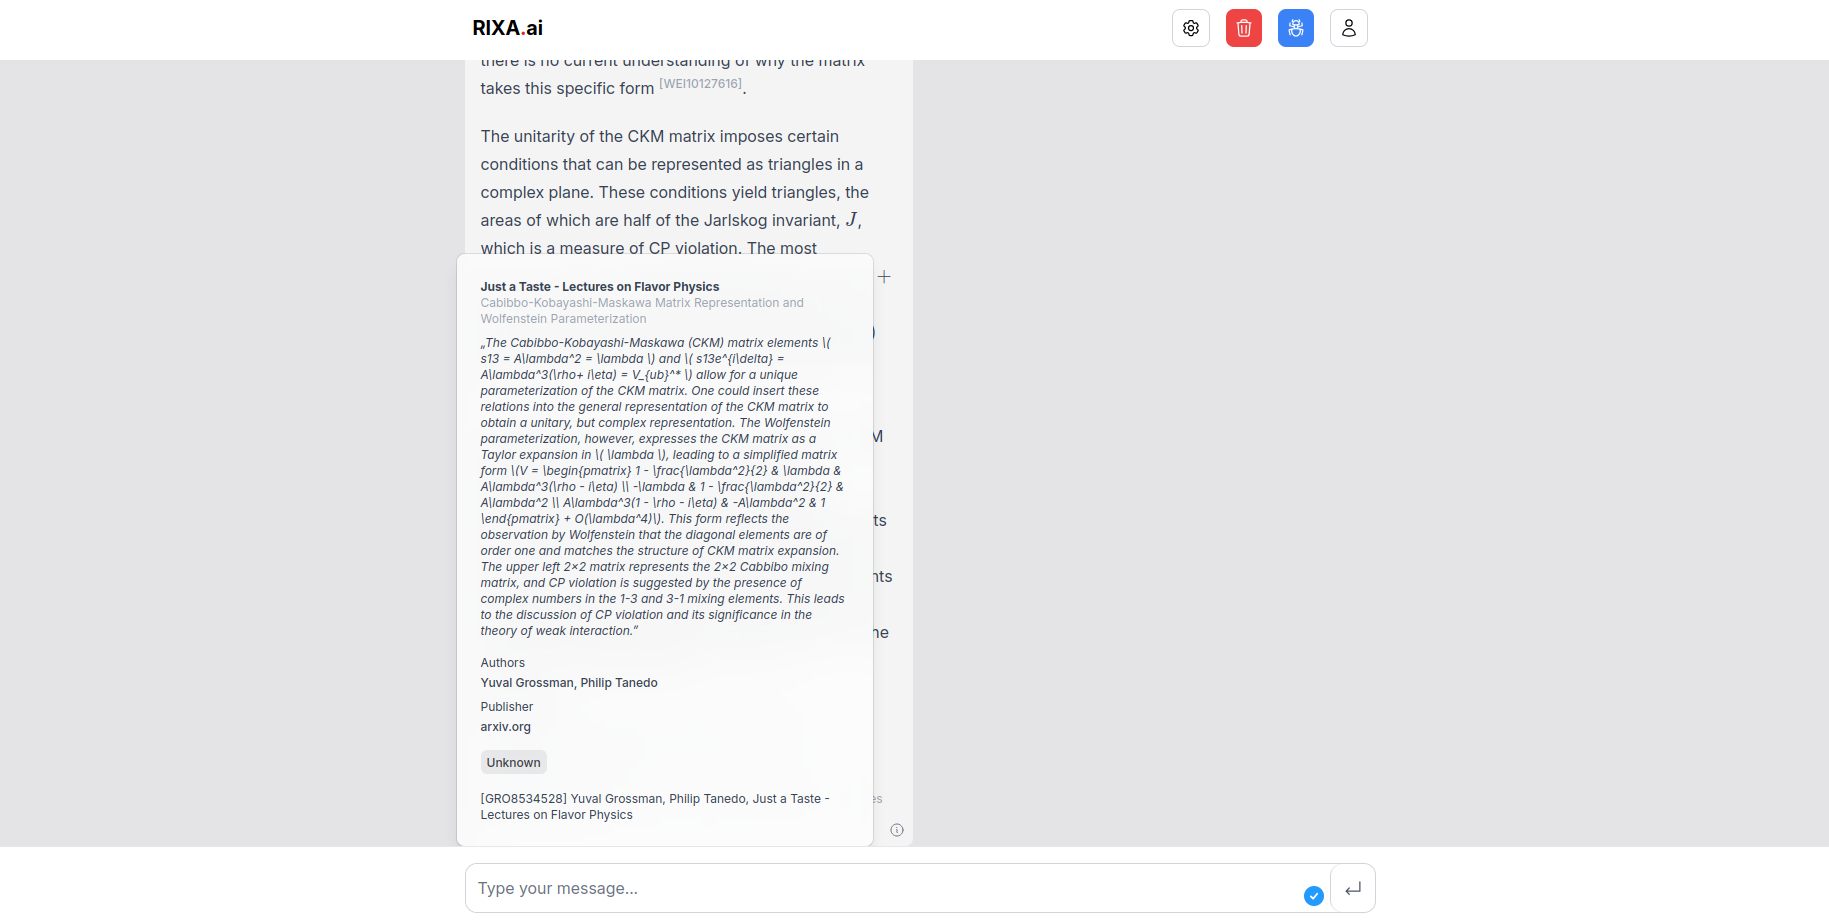 RIXA.ai
there is no current understanding of why the matrix
takes this specific form [WEI10127616].
The unitarity of the CKM matrix imposes certain
conditions that can be represented as triangles in a
complex plane. These conditions yield triangles, the
areas of which are half of the Jarlskog invariant, J,
which is a measure of CP violation. The most
Just a Taste - Lectures on Flavor Physics
Cabibbo-Kobayashi-Maskawa Matrix Representation and
Wolfenstein Parameterization
„The Cabibbo-Kobayashi-Maskawa (CKM) matrix elements \(
s13 = A\lambda^2 = \lambda \) and \( s13e^{i\delta} =
A\lambda^3(\rho+ i\eta) = V_{ub}^* \) allow for a unique
parameterization of the CKM matrix. One could insert these
relations into the general representation of the CKM matrix to
obtain a unitary, but complex representation. The Wolfenstein
parameterization, however, expresses the CKM matrix as a
Taylor expansion in \( \lambda \), leading to a simplified matrix
form \(V = \begin{pmatrix} 1 - \frac{\lambda^2}{2} & \lambda &
A\lambda^3(\rho - i\eta) \\ -\lambda & 1 - \frac{\lambda^2}{2} &
A\lambda^2 \\ A\lambda^3(1 - \rho - i\eta) & -A\lambda^2 & 1
\end{pmatrix} + O(\lambda^4)\). This form reflects the
observation by Wolfenstein that the diagonal elements are of
order one and matches the structure of CKM matrix expansion.
The upper left 2×2 matrix represents the 2×2 Cabbibo mixing
matrix, and CP violation is suggested by the presence of
complex numbers in the 1-3 and 3-1 mixing elements. This leads
to the discussion of CP violation and its significance in the
theory of weak interaction.”
Authors
Yuval Grossman, Philip Tanedo
Publisher
arxiv.org
Unknown
[GRO8534528] Yuval Grossman, Philip Tanedo, Just a Taste -
Lectures on Flavor Physics
Type your message...